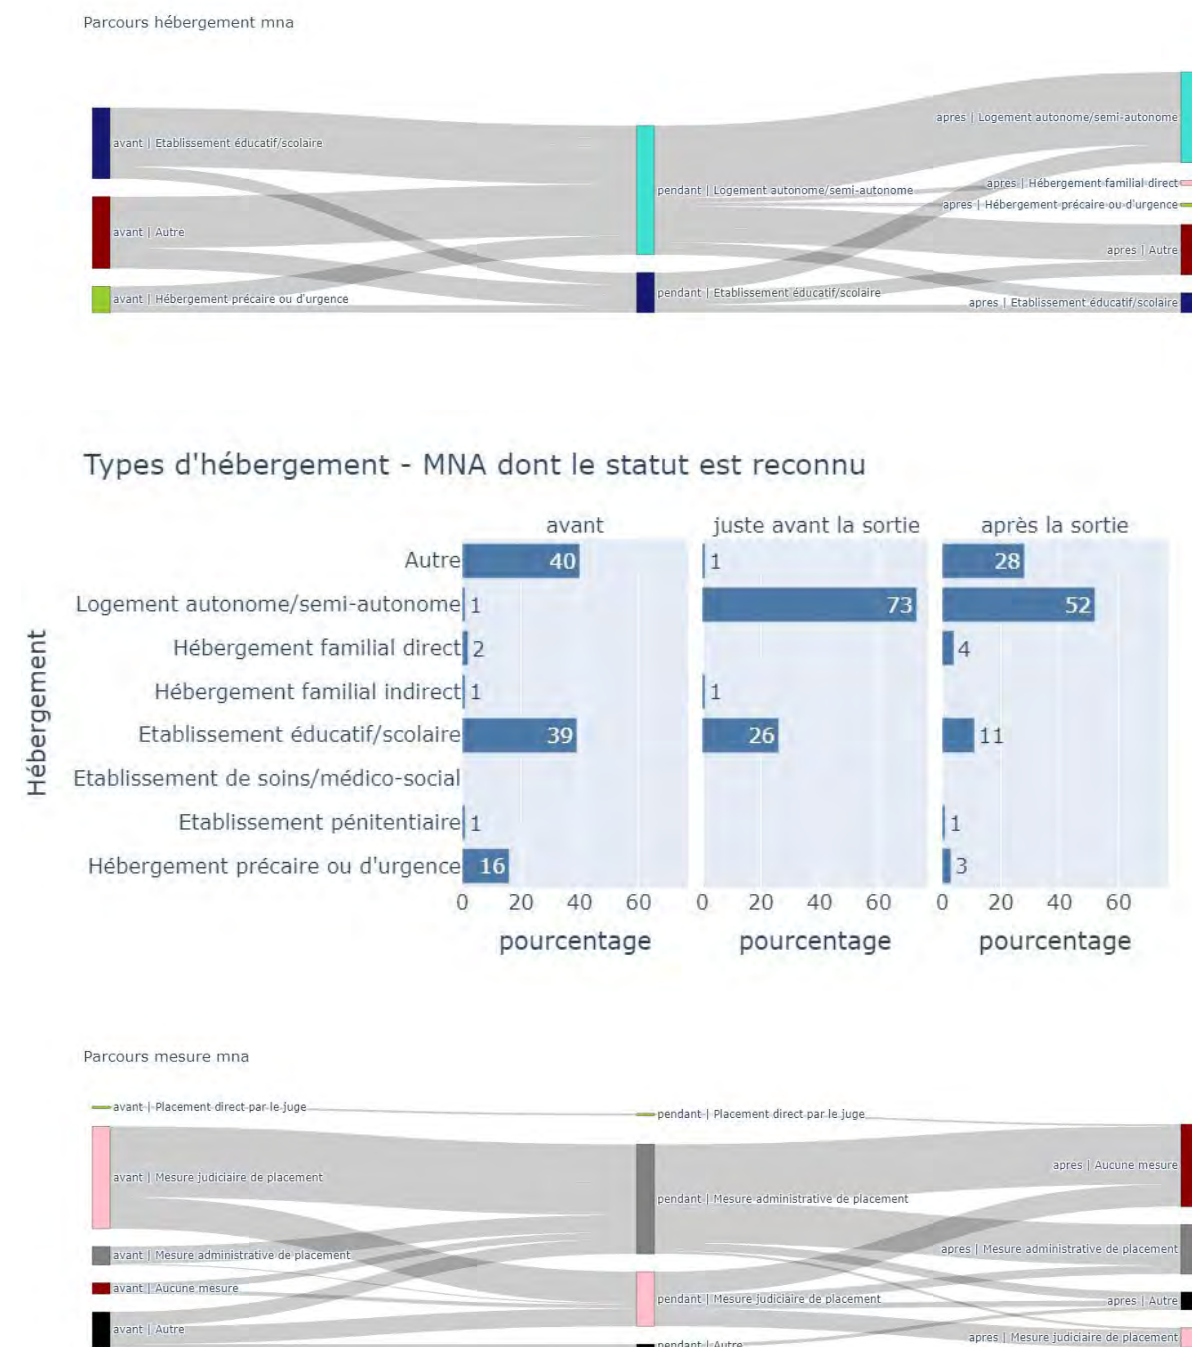 Parcours hébergement mna
apres | Logement autonome/semi-autonome
avant | Etablissement éducatif/scolaire
apres | Hébergement familial direct
pendant | Logement autonome/semi-autonome
apres | Hébergement précaire ou d'urgence
avant | Autre
apres | Autre
pendant | Etablissement éducatif/scolaire
avant | Hébergement précaire ou d'urgence
apres | Etablissement éducatif/scolaire
Types d'hébergement - MNA dont le statut est reconnu
avant juste avant la sortie après la sortie
Autre 40 1 28
Logement autonome/semi-autonome 1 73 52
Hébergement familial direct 2 4
Hébergement familial indirect 1 1
Etablissement éducatif/scolaire 39 26 11
Etablissement de soins/médico-social
Etablissement pénitentiaire 1 1
Hébergement précaire ou d'urgence 16 3
Hébergement
0 20 40 60 0 20 40 60 0 20 40 60
pourcentage pourcentage pourcentage
Parcours mesure mna
avant | Placement direct par le juge
pendant | Placement direct par le juge
apres | Aucune mesure
avant | Mesure judiciaire de placement
pendant | Mesure administrative de placement
apres | Mesure administrative de placement
avant | Mesure administrative de placement
avant | Aucune mesure
pendant | Mesure judiciaire de placement
apres | Autre
avant | Autre
apres | Mesure judiciaire de placement
pendant | Autre